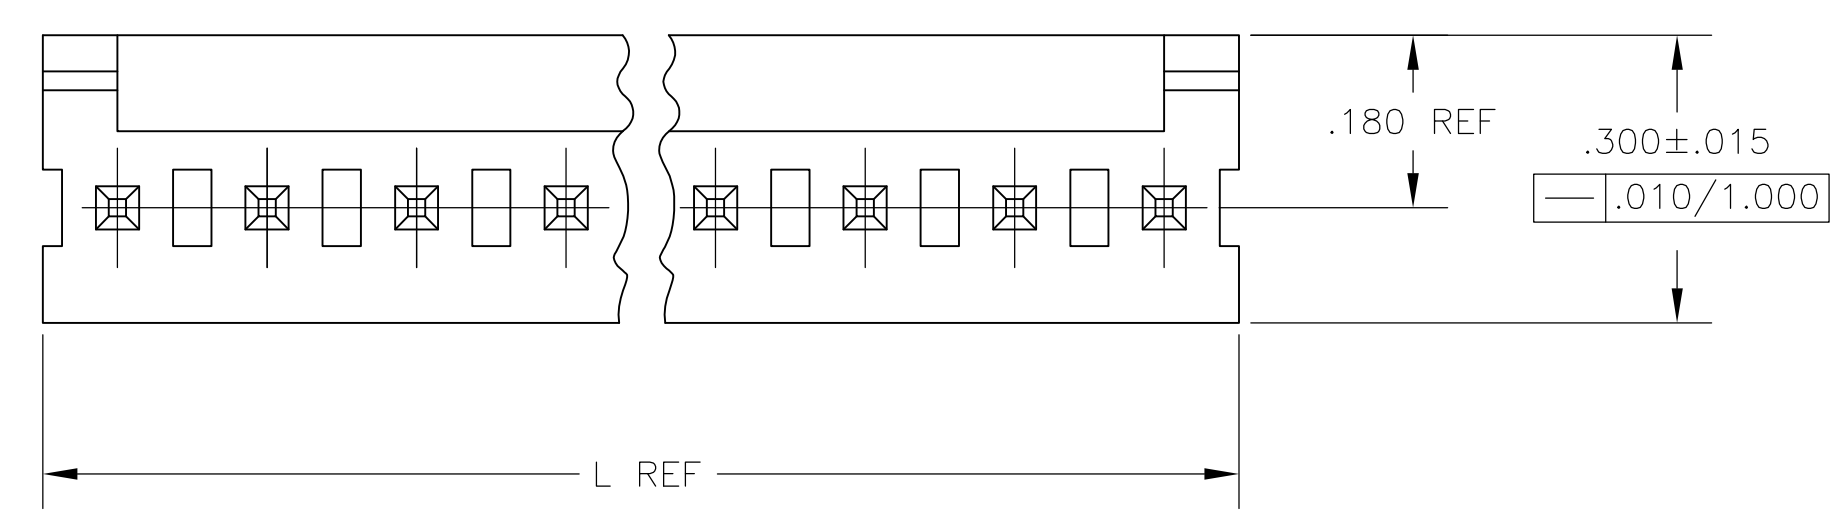 .180 REF
.300±.015
— .010/1.000
L REF